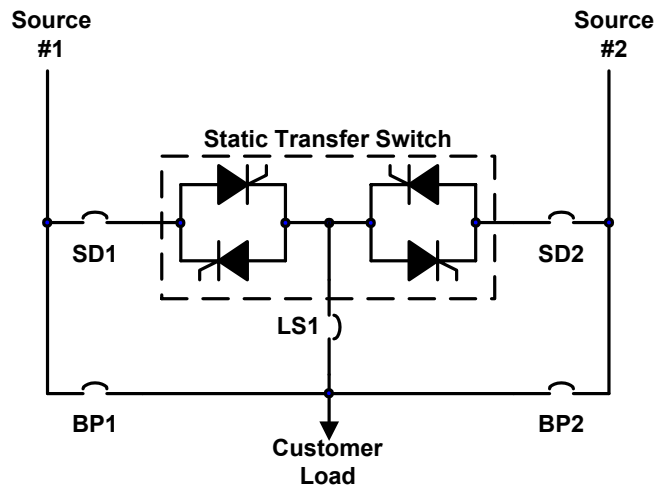 Source
#1
Source
#2
Static Transfer Switch
SD1
SD2
LS1
BP1
BP2
Customer
Load